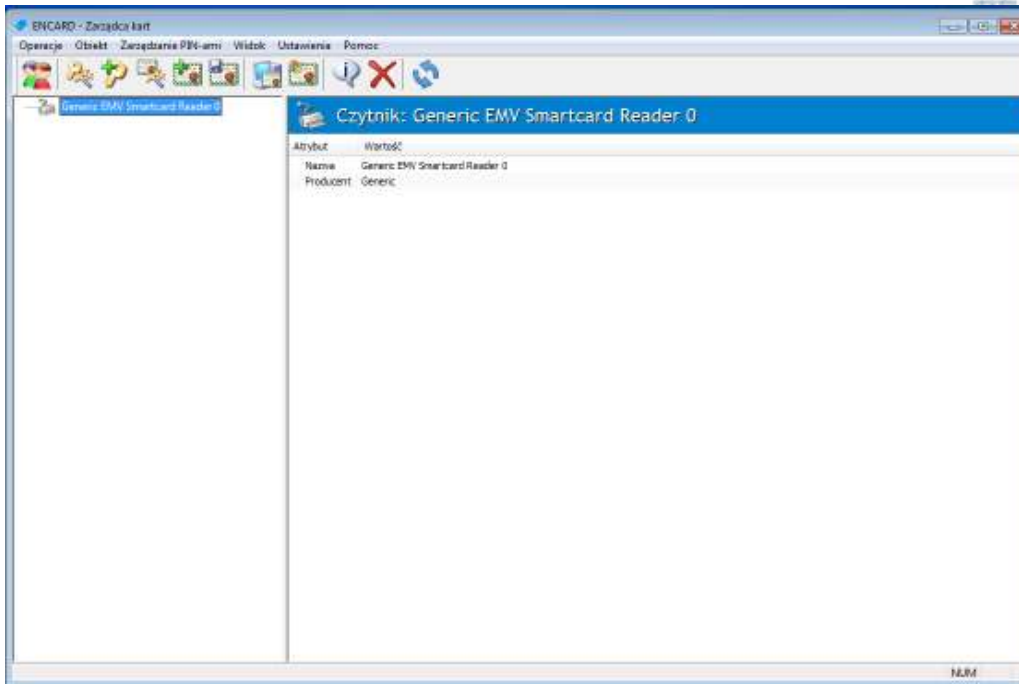 ENCARD - Zarządca kart
Operacje Obiekt Zarządzanie PIN-ami Widok Ustawienia Pomoc
Generic EMV Smartcard Reader 0
Czytnik: Generic EMV Smartcard Reader 0
Atrybut Wartość
Nazwa Generic EMV Smartcard Reader 0
Producent Generic
NUM